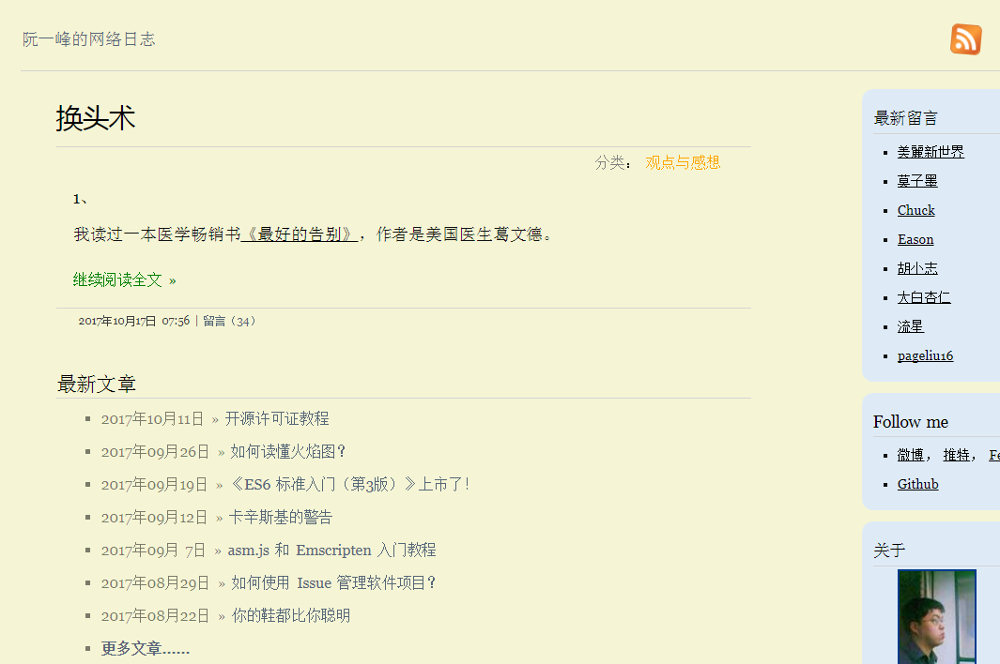 阮一峰的网络日志
换头术
分类： 观点与感想
1、
我读过一本医学畅销书《最好的告别》，作者是美国医生葛文德。
继续阅读全文 »
2017年10月17日 07:56 | 留言（34）
最新文章
2017年10月11日 » 开源许可证教程
2017年09月26日 » 如何读懂火焰图？
2017年09月19日 » 《ES6 标准入门（第3版）》上市了！
2017年09月12日 » 卡辛斯基的警告
2017年09月 7日 » asm.js 和 Emscripten 入门教程
2017年08月29日 » 如何使用 Issue 管理软件项目？
2017年08月22日 » 你的鞋都比你聪明
更多文章……
最新留言
美麗新世界
莫子墨
Chuck
Eason
胡小志
太白杏仁
流星
pageliu16
Follow me
微博， 推特， Fe
Github
关于